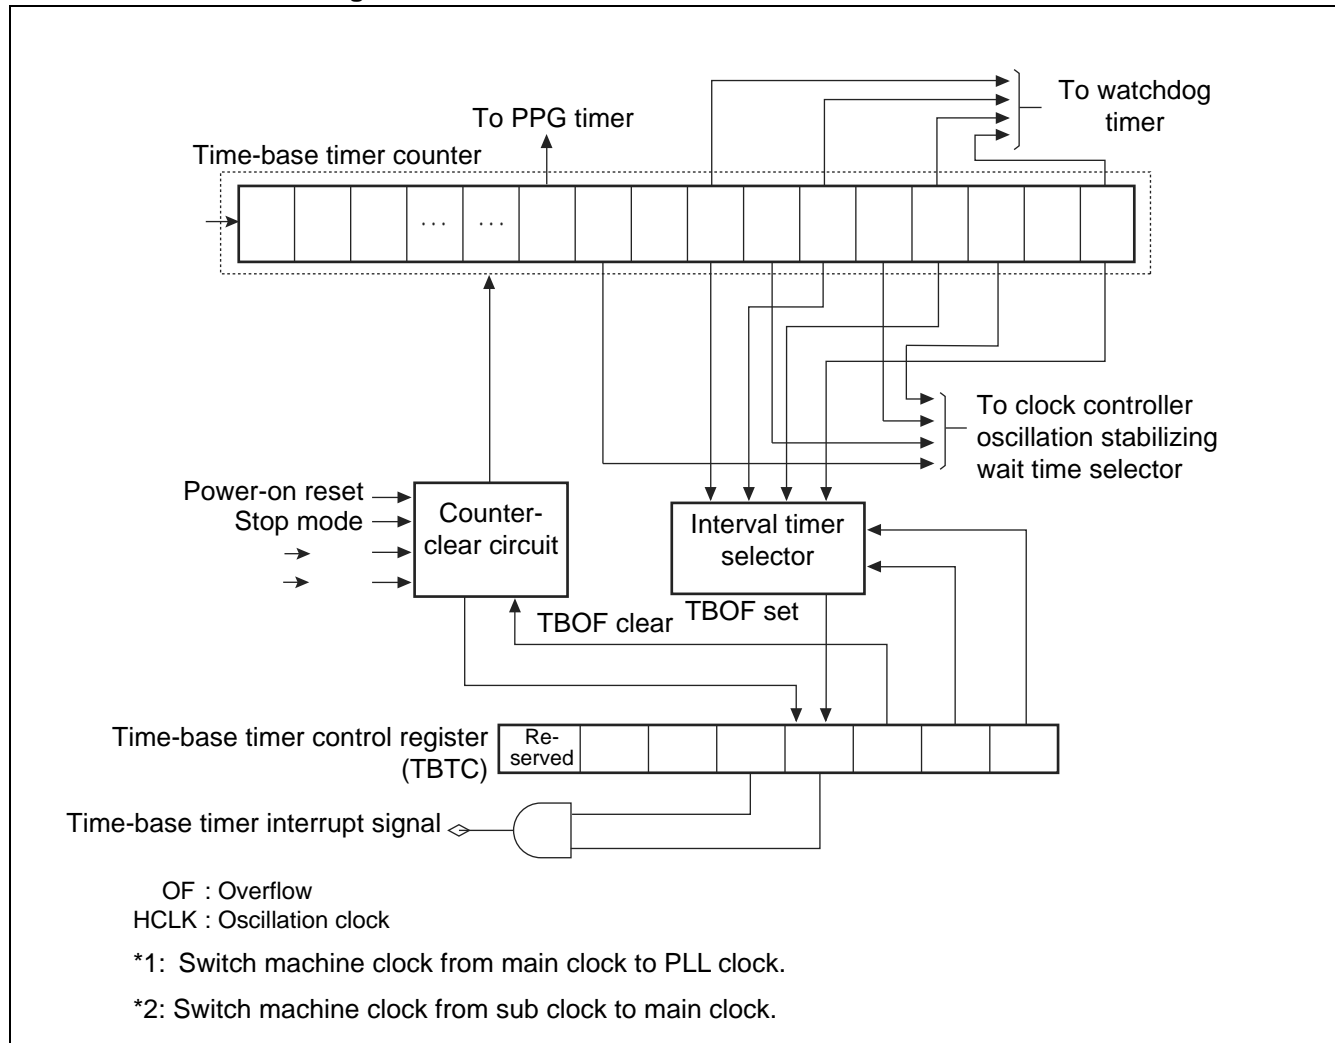 To watchdog
timer
To PPG timer
Time-base timer counter
... ...
To clock controller
oscillation stabilizing
wait time selector
Power-on reset
Stop mode
Counter-
clear circuit
Interval timer
selector
TBOF clear
TBOF set
Time-base timer control register
(TBTC)
Re-
served
Time-base timer interrupt signal
OF : Overflow
HCLK : Oscillation clock
*1: Switch machine clock from main clock to PLL clock.
*2: Switch machine clock from sub clock to main clock.